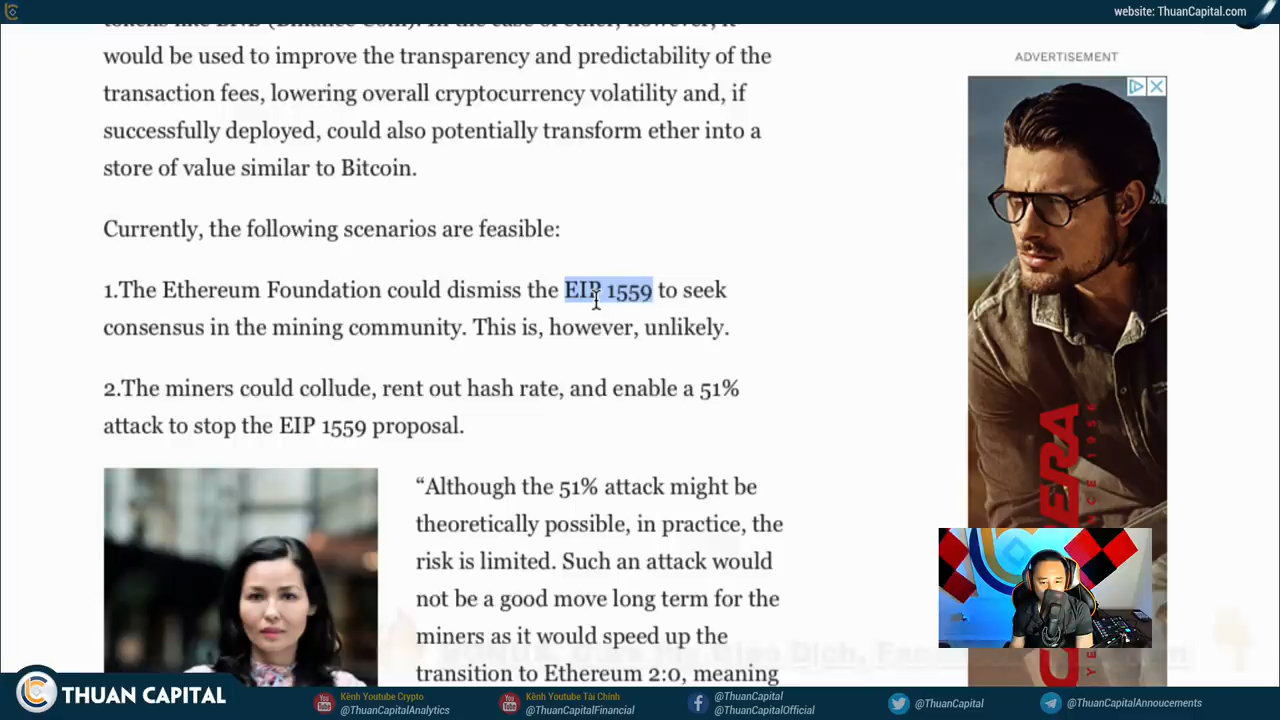 website: ThuanCapital.com
would be used to improve the transparency and predictability of the
transaction fees, lowering overall cryptocurrency volatility and, if
successfully deployed, could also potentially transform ether into a
store of value similar to Bitcoin.
Currently, the following scenarios are feasible:
1.The Ethereum Foundation could dismiss the EIP 1559 to seek
consensus in the mining community. This is, however, unlikely.
2.The miners could collude, rent out hash rate, and enable a 51%
attack to stop the EIP 1559 proposal.
“Although the 51% attack might be
theoretically possible, in practice, the
risk is limited. Such an attack would
not be a good move long term for the
miners as it would speed up the
transition to Ethereum 2:0, meaning
ADVERTISEMENT
THUAN CAPITAL
Kênh Youtube Crypto
@ThuanCapitalAnalytics
Kênh Youtube Tài Chính
@ThuanCapitalFinancial
@ThuanCapital
@ThuanCapitalOfficial
@ThuanCapital
@ThuanCapitalAnnoucements